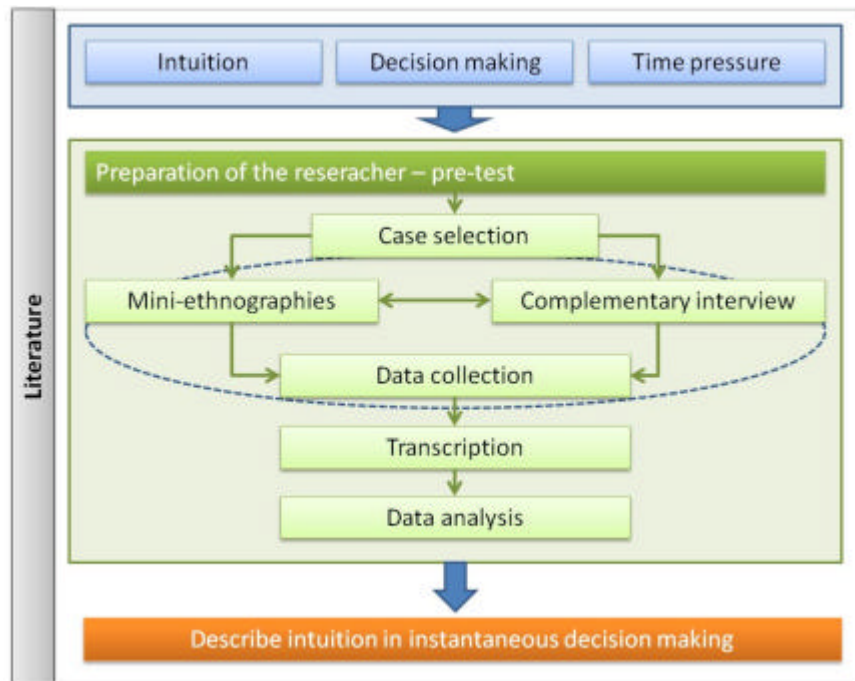 Literature
Intuition
Decision making
Time pressure
Preparation of the reseracher – pre-test
Case selection
Mini-ethnographies
Complementary interview
Data collection
Transcription
Data analysis
Describe intuition in instantaneous decision making